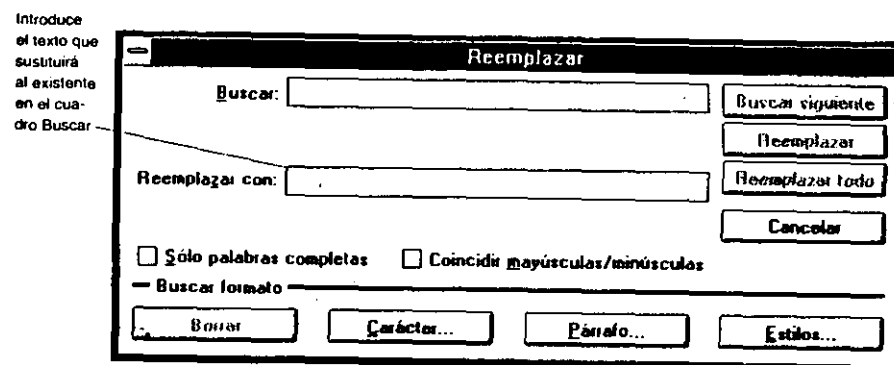 Introduce
el texto que
sustituirá
al existente
en el cua-
dro Buscar
Reemplazar
Buscar:
Buscar siguiente
Reemplazar
Reemplazar con:
Reemplazar todo
Cancelar
Sólo palabras completas
Coincidir mayúsculas/minúsculas
Buscar formato
Borrar
Carácter...
Párrafo...
Estilos...